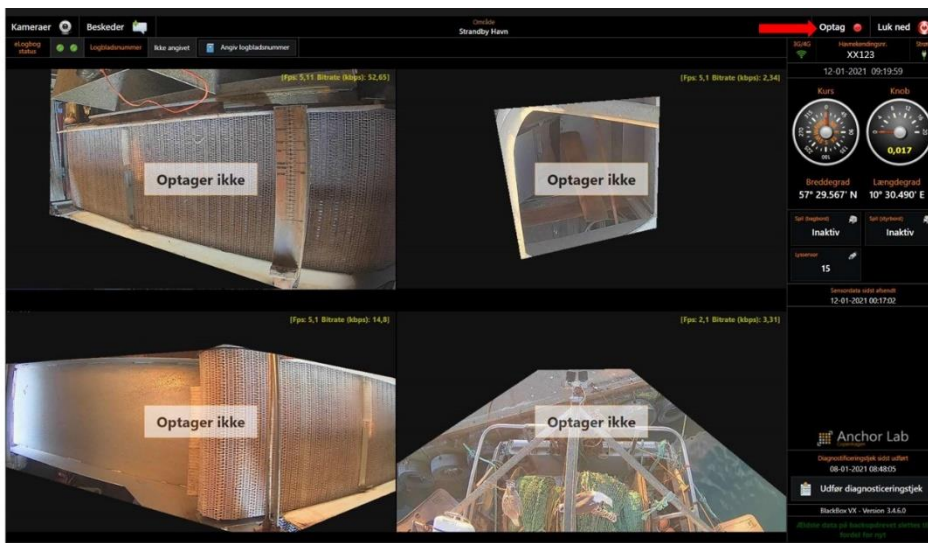 Kameraer
Beskeder
Område
Strandby Havn
Optag
Luk ned
eLogbog status
Logbladsnummer
Ikke angivet
Angiv logbladsnummer
3G/4G
Havnekendingsnr.
XX123
12-01-2021 09:19:59
[Fps: 5,11 Bitrate (kbps): 52,65]
Optager ikke
[Fps: 5,1 Bitrate (kbps): 2,34]
Optager ikke
Kurs
Knob
0,017
Breddegrad
57° 29.567' N
Længdegrad
10° 30.490' E
Spil (bagbord)
Inaktiv
Spil (styrbord)
Inaktiv
Lyssensor
15
Sensordata sidst afsendt
12-01-2021 00:17:02
[Fps: 5,1 Bitrate (kbps): 14,8]
Optager ikke
[Fps: 2,1 Bitrate (kbps): 3,31]
Optager ikke
Anchor Lab
Diagnosticeringstjek sidst udført
08-01-2021 08:48:05
Udfør diagnosticeringstjek
BlackBox VX - Version 3.4.6.0